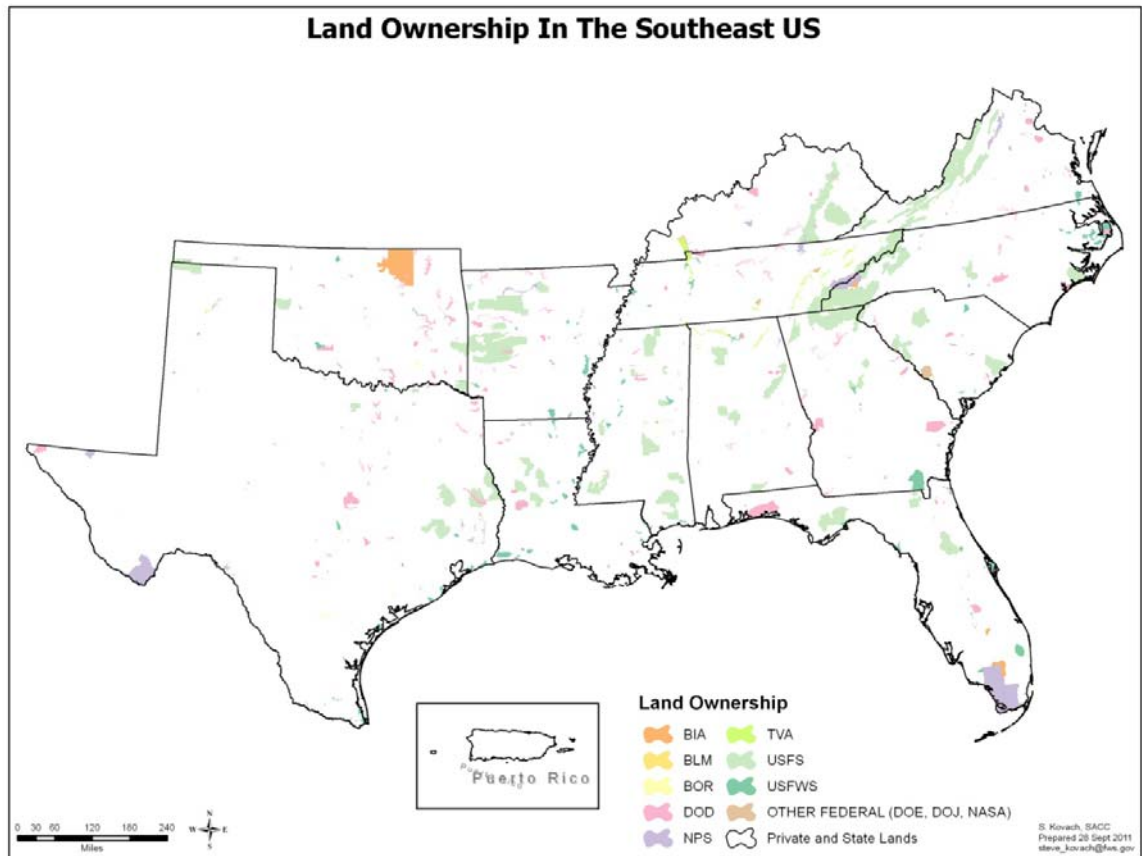 Land Ownership In The Southeast US
Puerto Rico
Land Ownership
BIA
TVA
BLM
USFS
BOR
USFWS
DOD
OTHER FEDERAL (DOE, DOJ, NASA)
NPS
Private and State Lands
0 30 60 120 180 240
Miles
N
W E
S
S. Kovach, SACC
Prepared 28 Sept 2011
steve_kovach@fws.gov